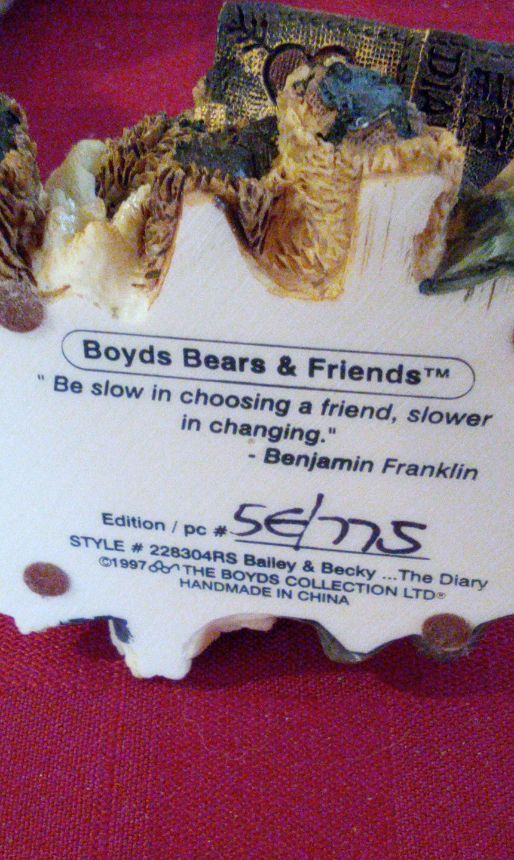 Boyds Bears & Friends™
" Be slow in choosing a friend, slower
in changing."
- Benjamin Franklin
Edition / pc # 5E/775
STYLE # 228304RS Bailey & Becky ...The Diary
©1997 THE BOYDS COLLECTION LTD®
HANDMADE IN CHINA